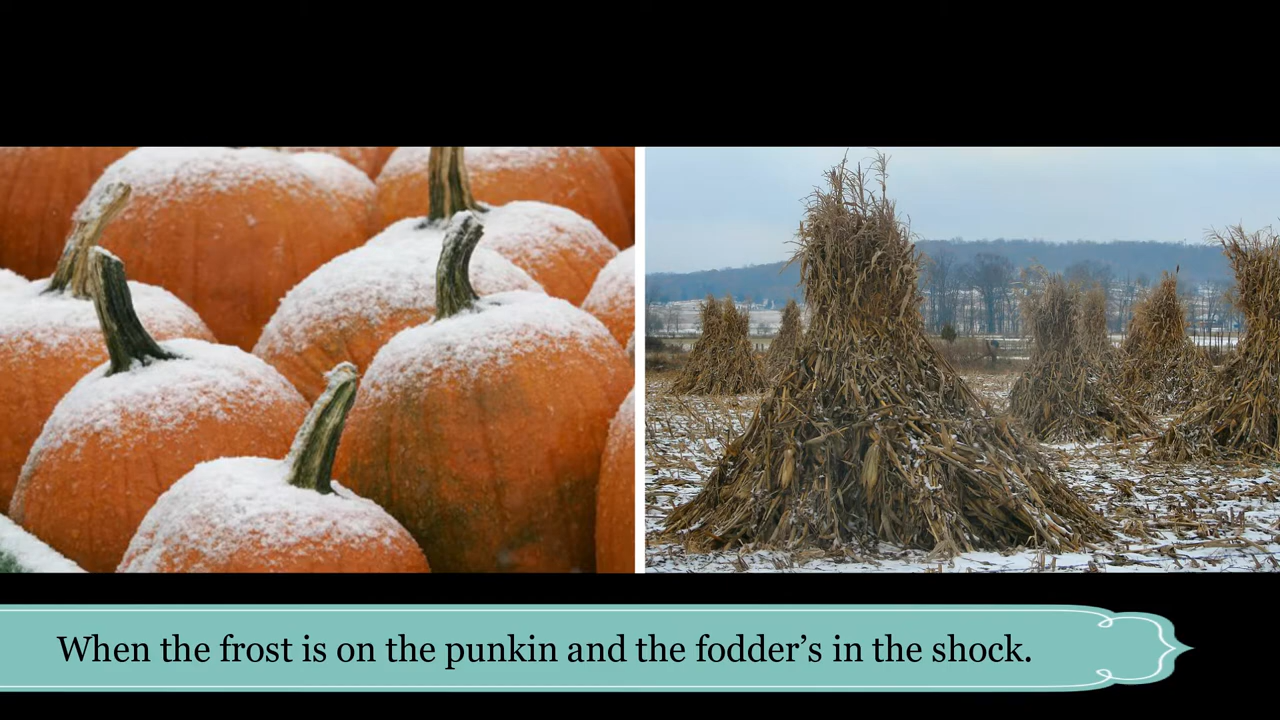 When the frost is on the punkin and the fodder’s in the shock.